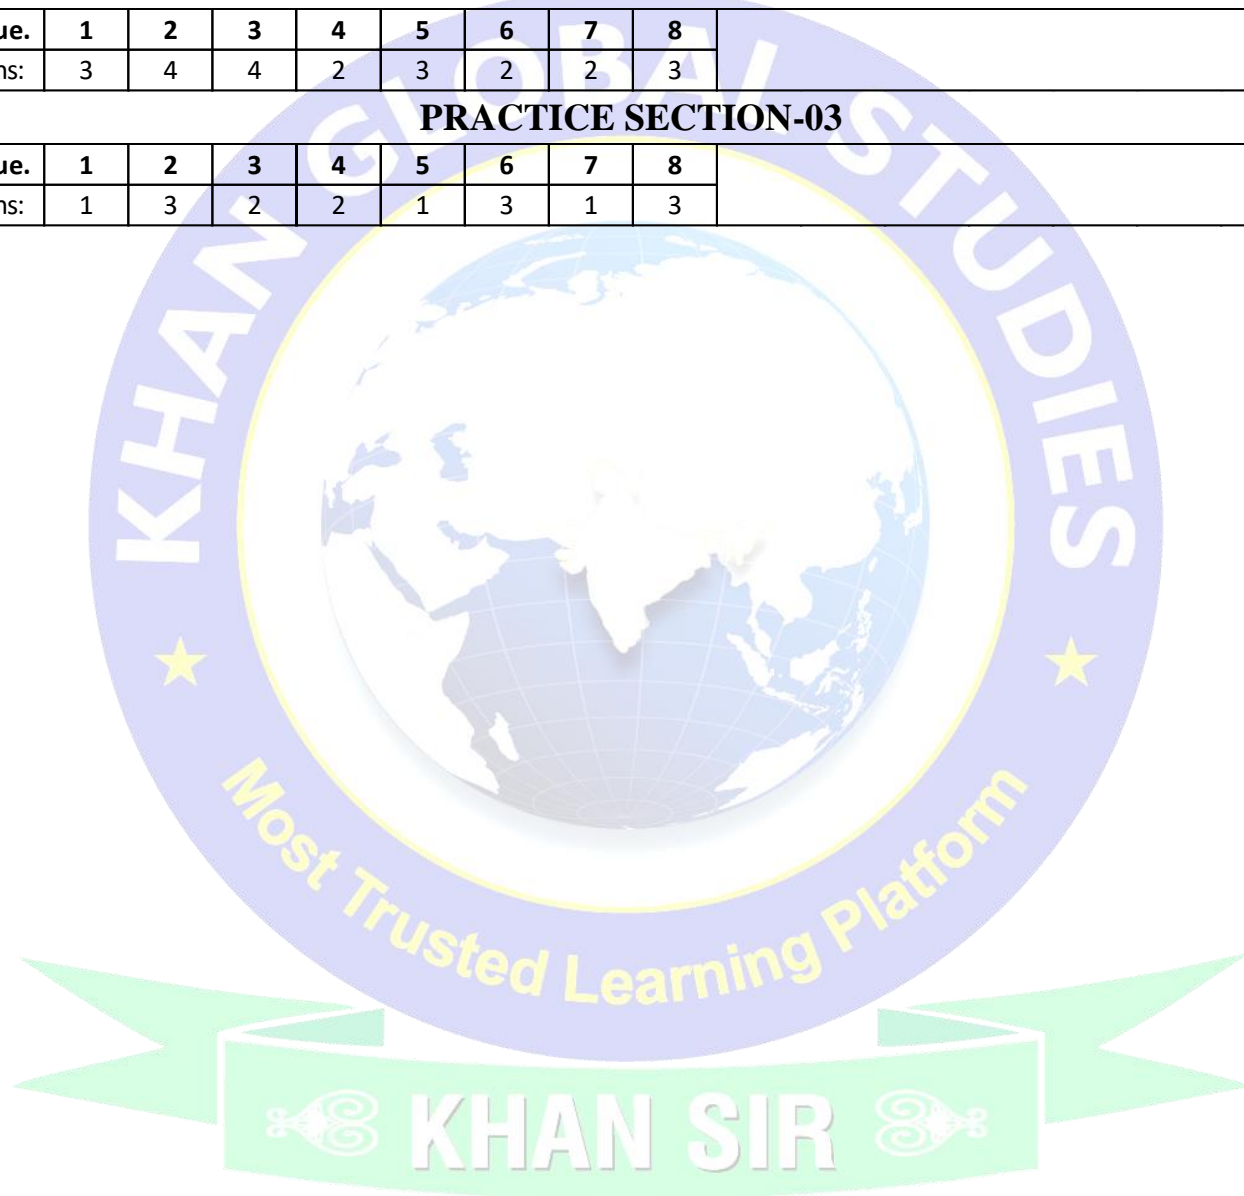 ue. 1 2 3 4 5 6 7 8
ns: 3 4 4 2 3 2 2 3
PRACTICE SECTION-03
ue. 1 2 3 4 5 6 7 8
ns: 1 3 2 2 1 3 1 3
KHAN GLOBAL STUDIES
Most Trusted Learning Platform
KHAN SIR